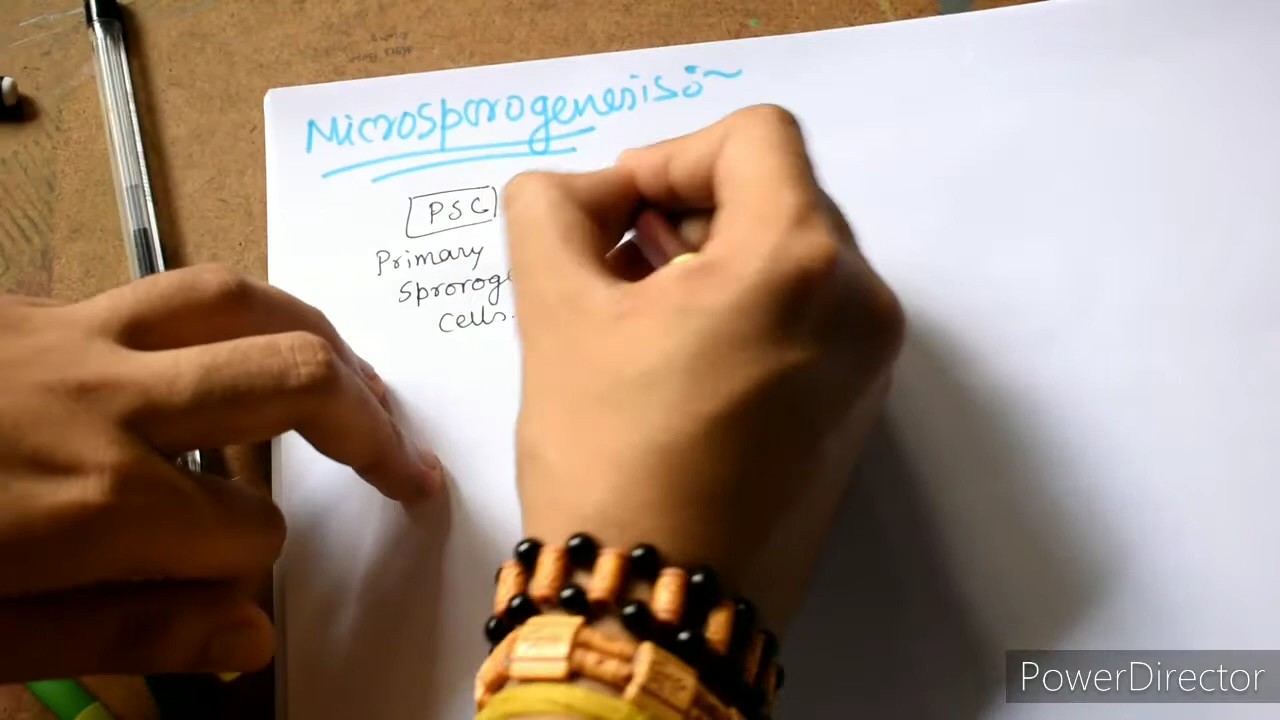 Microsporogenesis:~
PSC
Primary
Sprorog
cells.
PowerDirector